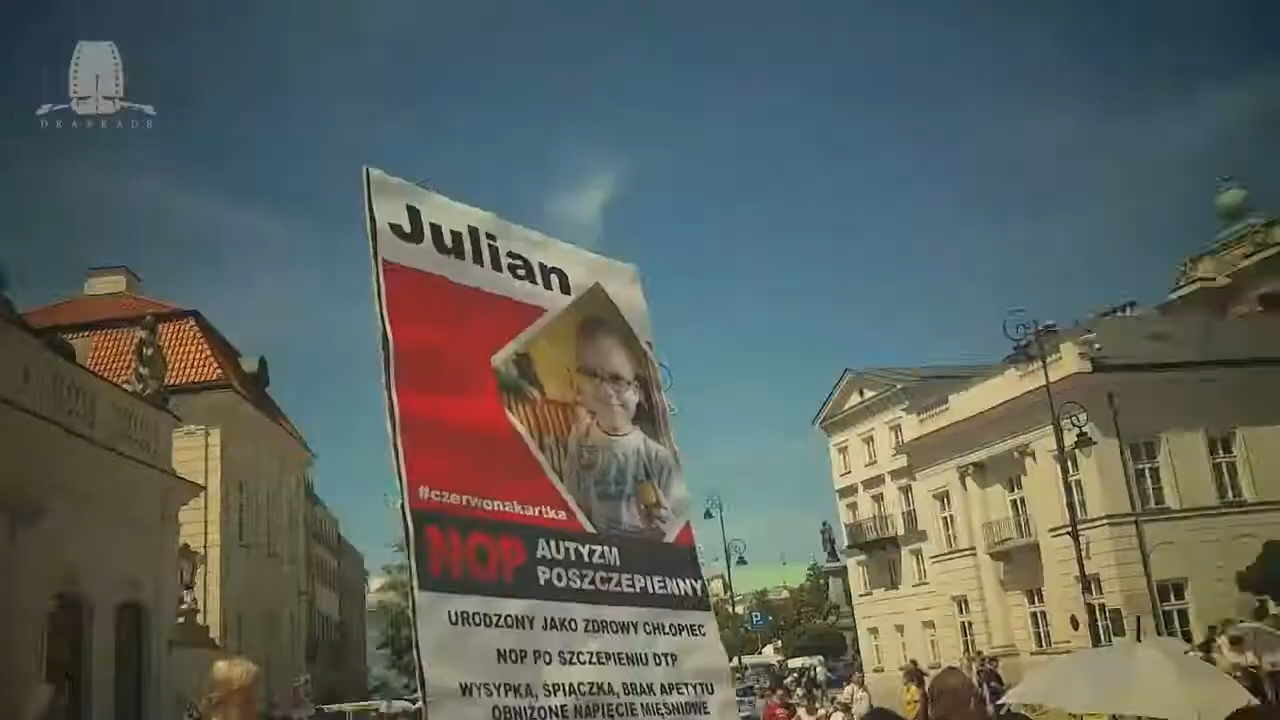 Julian
#czerwonakartka
NOP AUTYZM
POSZCZEPIENNY
URODZONY JAKO ZDROWY CHŁOPIEC
NOP PO SZCZEPIENIU DTP
WYSYPKA, ŚPIĄCZKA, BRAK APETYTU
OBNIŻONE NAPIĘCIE MIĘŚNIOWE
P